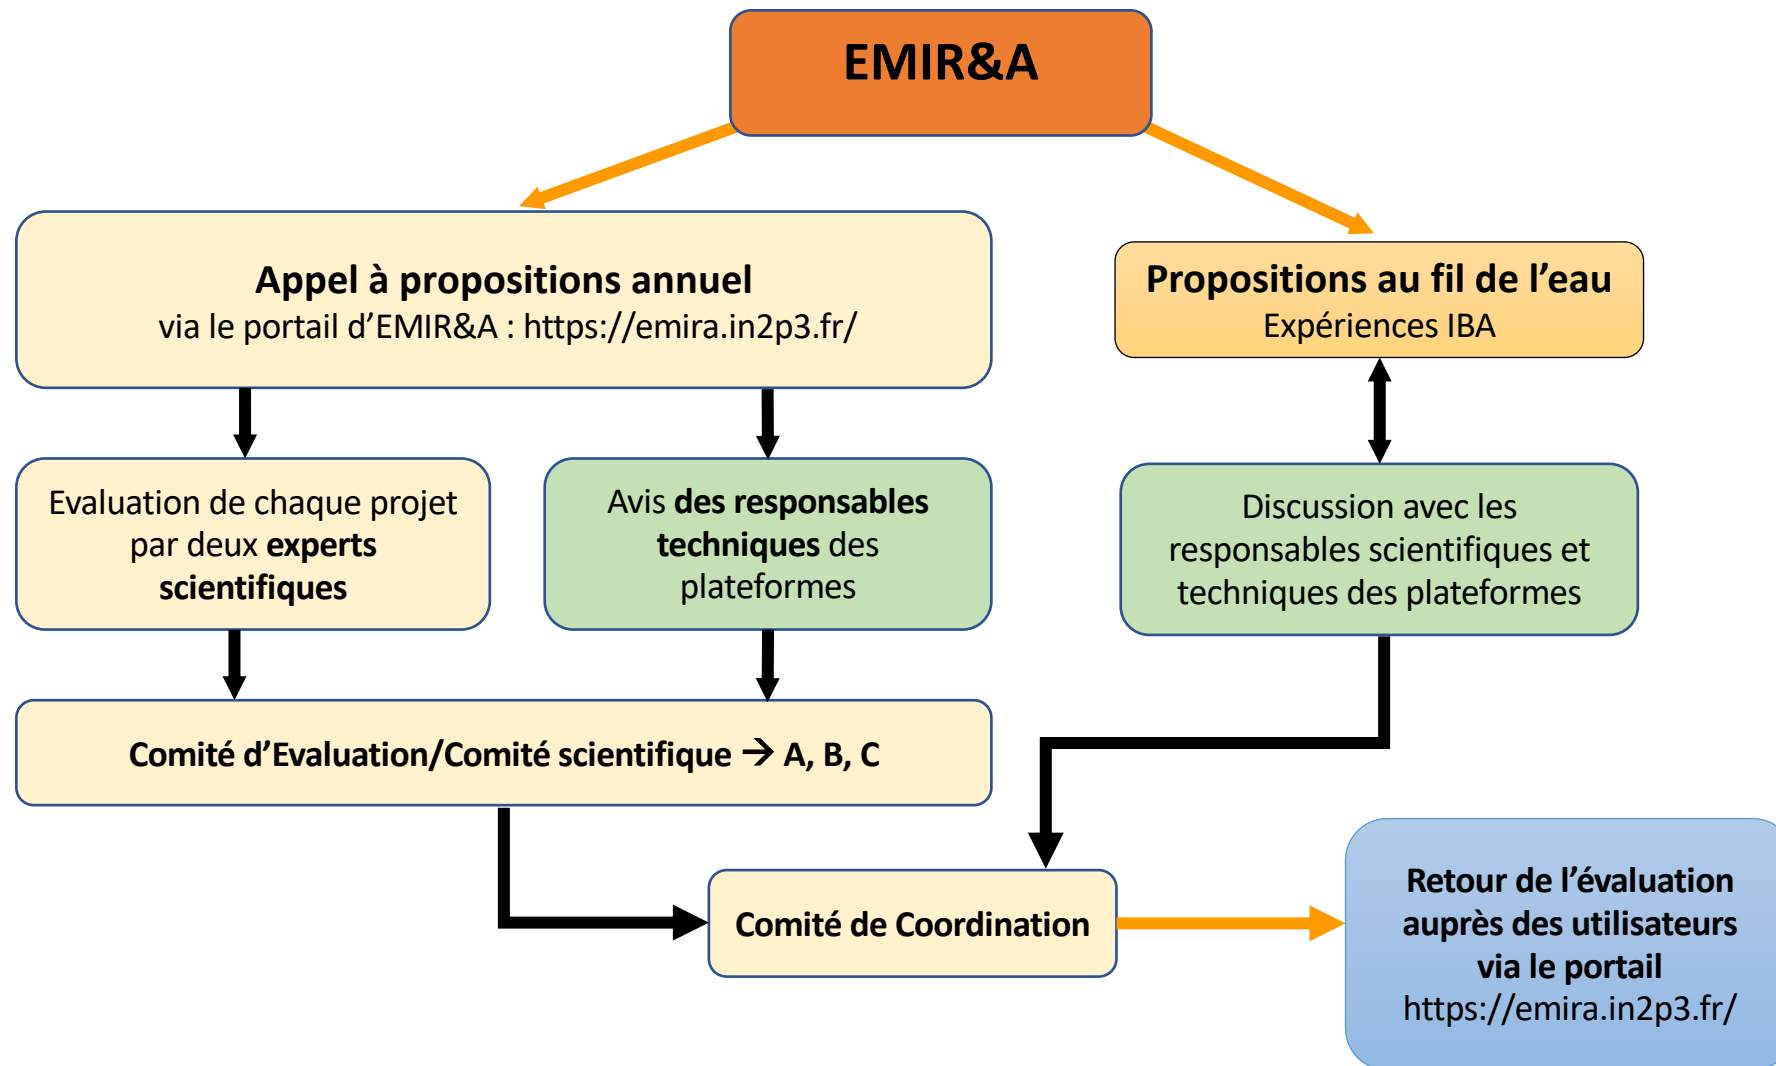 EMIR&A
Appel à propositions annuel
via le portail d’EMIR&A : https://emira.in2p3.fr/
Propositions au fil de l’eau
Expériences IBA
Evaluation de chaque projet
par deux experts
scientifiques
Avis des responsables
techniques des
plateformes
Discussion avec les
responsables scientifiques et
techniques des plateformes
Comité d’Evaluation/Comité scientifique → A, B, C
Comité de Coordination
Retour de l’évaluation
auprès des utilisateurs
via le portail
https://emira.in2p3.fr/